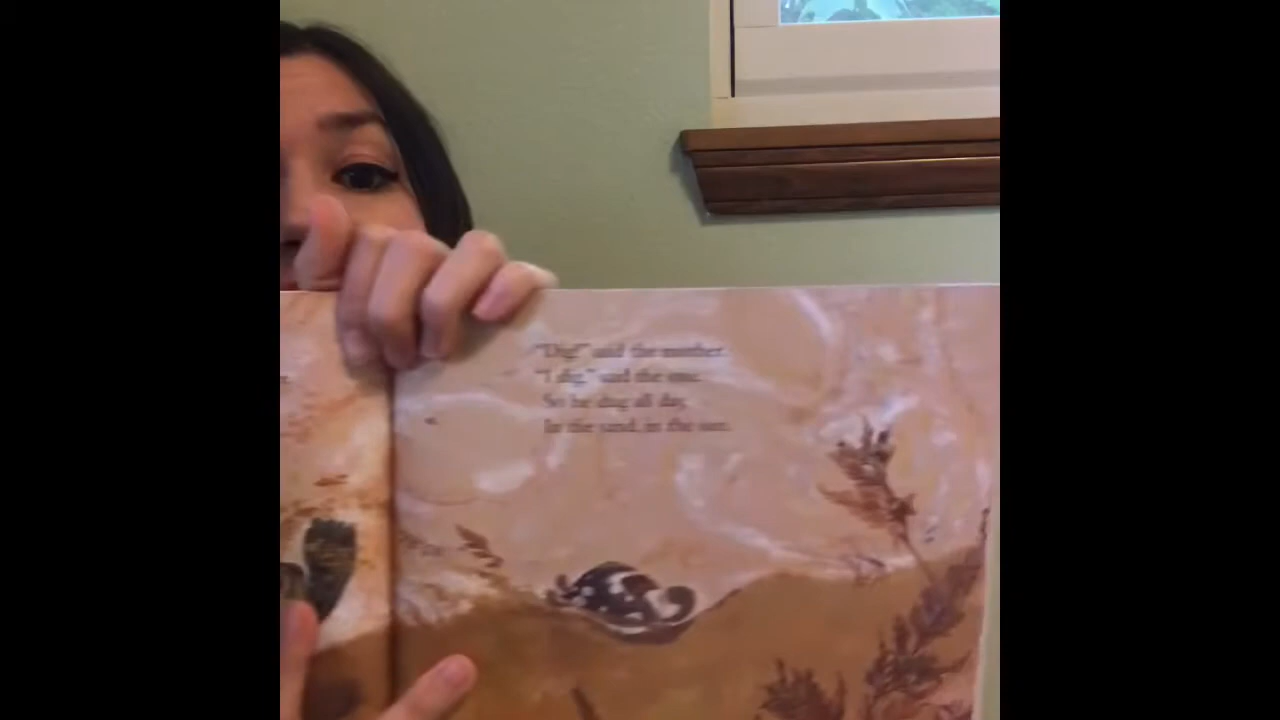 "Dig!" said the mother.
"I dig," said the one.
So he dug all day,
In the sand, in the sun.